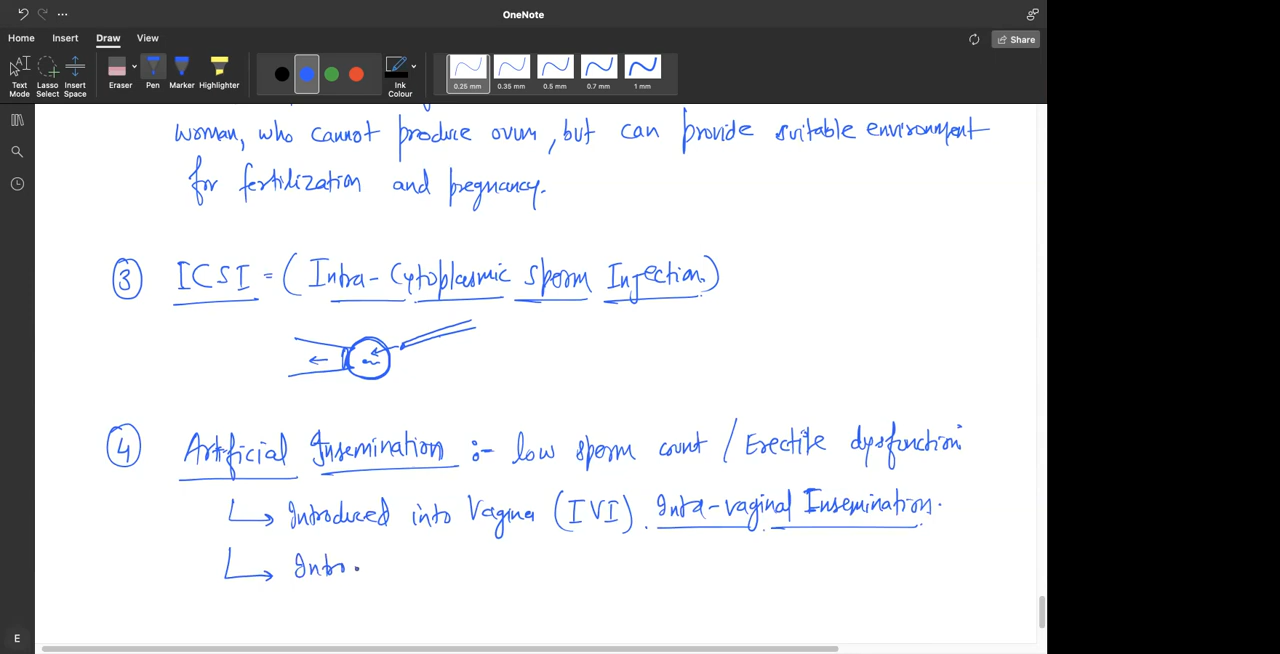 OneNote
Home Insert Draw View
Share
Text Mode Lasso Select Insert Space Eraser Pen Marker Highlighter Ink Colour 0.25 mm 0.35 mm 0.5 mm 0.7 mm 1 mm
woman, who cannot produce ovum, but can provide suitable environment
for fertilization and pregnancy.
3 ICSI = (Intra-Cytoplasmic Sperm Injection)
4 Artificial Insemination :- low sperm count / Erectile dysfunction
Introduced into Vagina (IVI). Intra-vaginal Insemination.
Intro
E